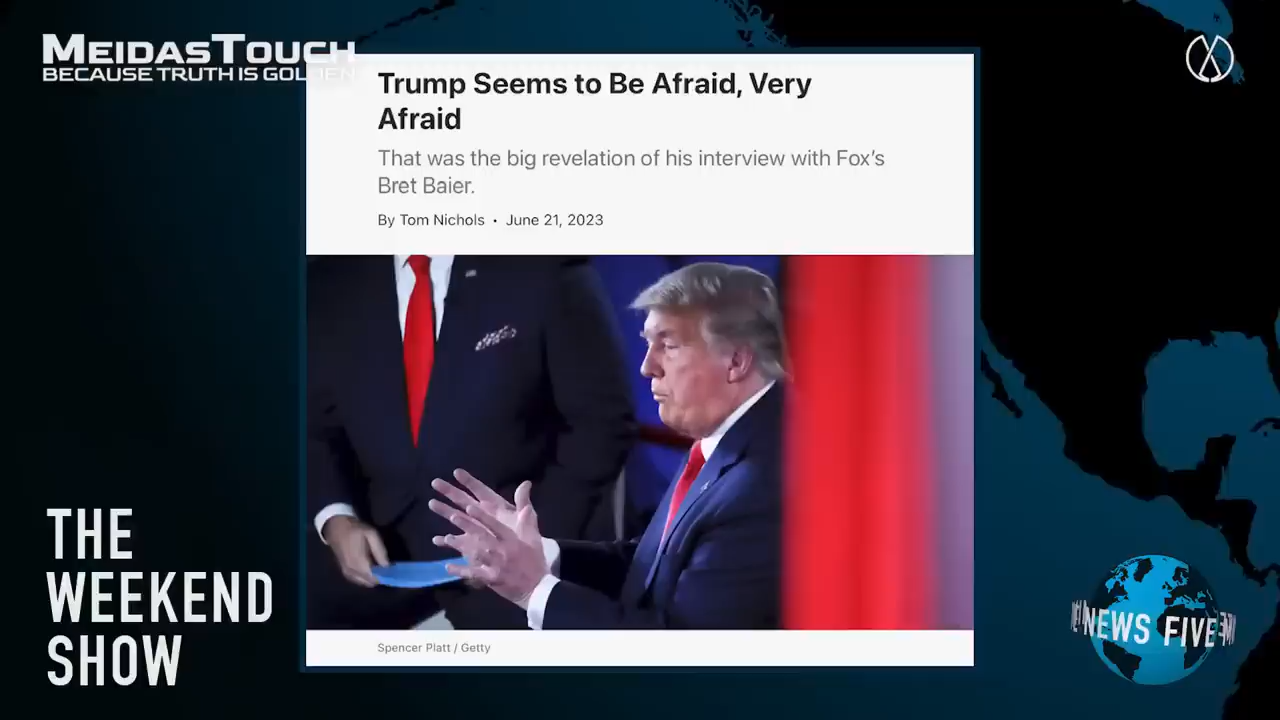 MEIDASTOUCH
BECAUSE TRUTH IS GOLDEN
Trump Seems to Be Afraid, Very
Afraid
That was the big revelation of his interview with Fox's
Bret Baier.
By Tom Nichols • June 21, 2023
Spencer Platt / Getty
THE
WEEKEND
SHOW
NEWS FIVE